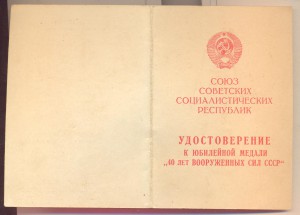 СОЮЗ
СОВЕТСКИХ
СОЦИАЛИСТИЧЕСКИХ
РЕСПУБЛИК
УДОСТОВЕРЕНИЕ
К ЮБИЛЕЙНОЙ МЕДАЛИ
„40 ЛЕТ ВООРУЖЕННЫХ СИЛ СССР“